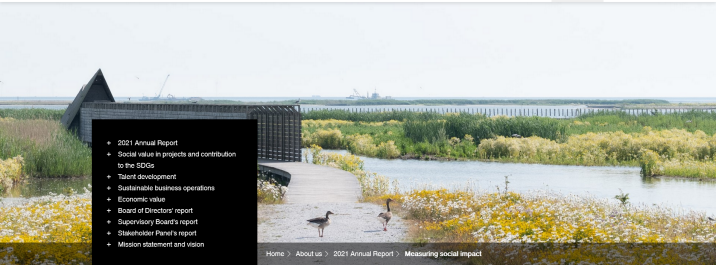 + 2021 Annual Report
+ Social value in projects and contribution
to the SDGs
+ Talent development
+ Sustainable business operations
+ Economic value
+ Board of Directors' report
+ Supervisory Board's report
+ Stakeholder Panel's report
+ Mission statement and vision
Home > About us > 2021 Annual Report > Measuring social impact